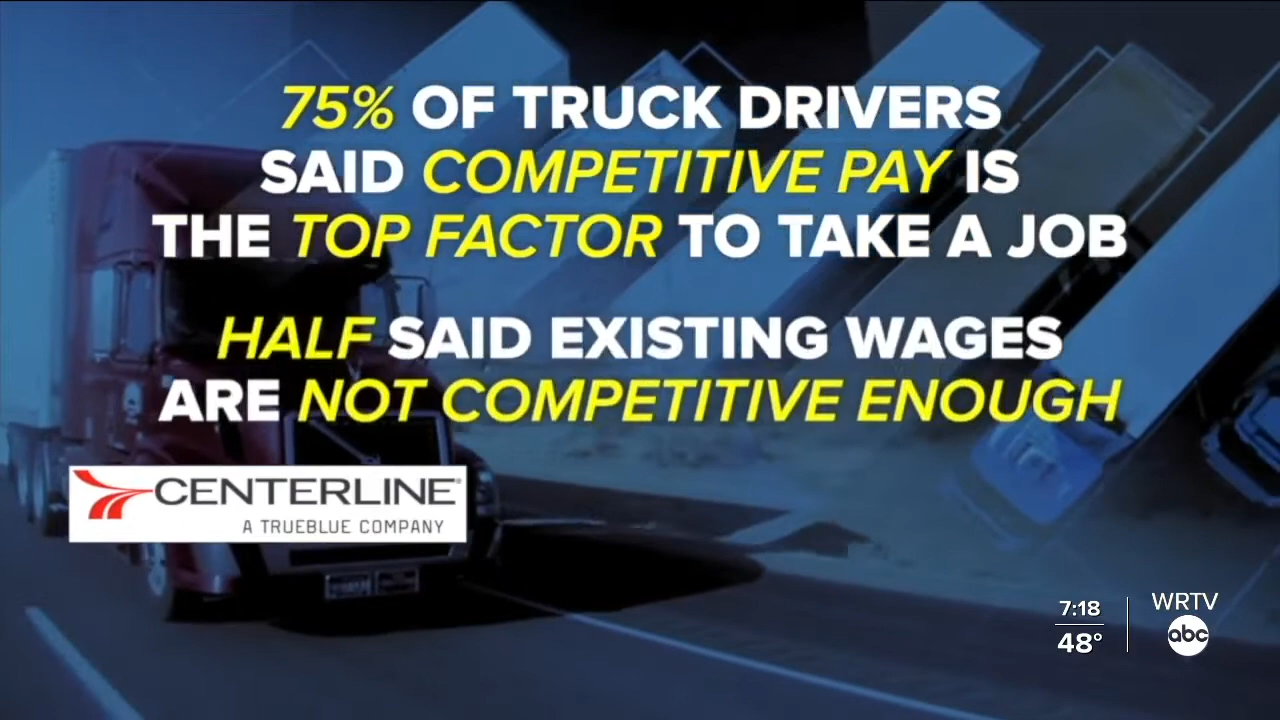 75% OF TRUCK DRIVERS
SAID COMPETITIVE PAY IS
THE TOP FACTOR TO TAKE A JOB
HALF SAID EXISTING WAGES
ARE NOT COMPETITIVE ENOUGH
CENTERLINE®
A TRUEBLUE COMPANY
7:18
48°
WRTV
abc